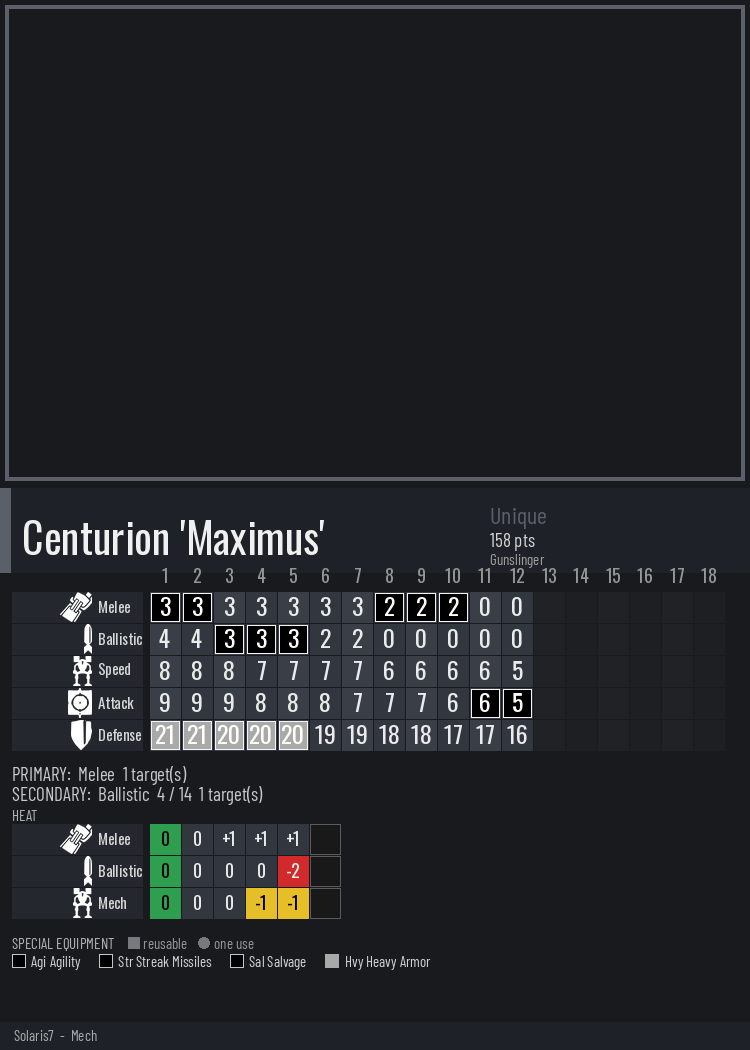 Centurion 'Maximus'
Unique
158 pts
Gunslinger
1 2 3 4 5 6 7 8 9 10 11 12 13 14 15 16 17 18
Melee 3 3 3 3 3 3 3 2 2 2 0 0
Ballistic 4 4 3 3 3 2 2 0 0 0 0 0
Speed 8 8 8 7 7 7 7 6 6 6 6 5
Attack 9 9 9 8 8 8 7 7 7 6 6 5
Defense 21 21 20 20 20 19 19 18 18 17 17 16
PRIMARY: Melee 1 target(s)
SECONDARY: Ballistic 4 / 14 1 target(s)
HEAT
Melee 0 0 +1 +1 +1
Ballistic 0 0 0 0 -2
Mech 0 0 0 -1 -1
SPECIAL EQUIPMENT reusable one use
Agi Agility Str Streak Missiles Sal Salvage Hvy Heavy Armor
Solaris7 - Mech